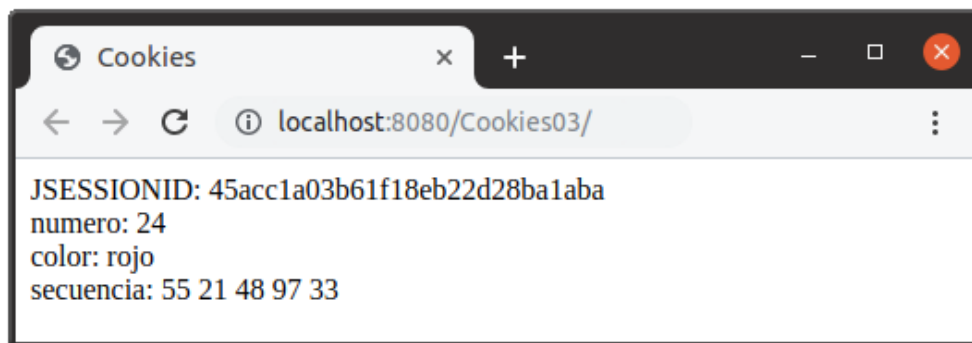 Cookies
localhost:8080/Cookies03/
JSESSIONID: 45acc1a03b61f18eb22d28ba1aba
numero: 24
color: rojo
secuencia: 55 21 48 97 33